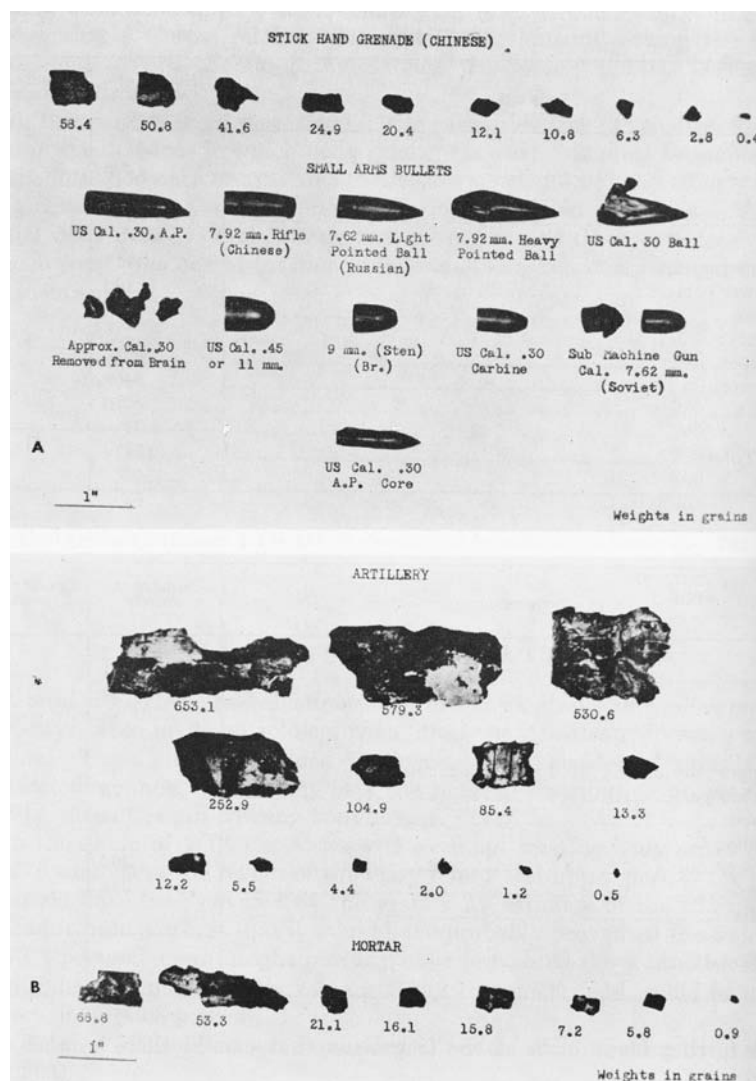 STICK HAND GRENADE (CHINESE)
58.4 50.8 41.6 24.9 20.4 12.1 10.8 6.3 2.8 0.4
SMALL ARMS BULLETS
US Cal. .30, A.P.
7.92 mm. Rifle
(Chinese)
7.62 mm. Light
Pointed Ball
(Russian)
7.92 mm. Heavy
Pointed Ball
US Cal. 30 Ball
Approx. Cal. .30
Removed from Brain
US Cal. .45
or 11 mm.
9 mm. (Sten)
(Br.)
US Cal. .30
Carbine
Sub Machine Gun
Cal. 7.62 mm.
(Soviet)
US Cal. .30
A.P. Core
A
1"
Weights in grains
ARTILLERY
653.1 579.3 530.6
252.9 104.9 85.4 13.3
12.2 5.5 4.4 2.0 1.2 0.5
MORTAR
B
68.8 53.3 21.1 16.1 15.8 7.2 5.8 0.9
1"
Weights in grains